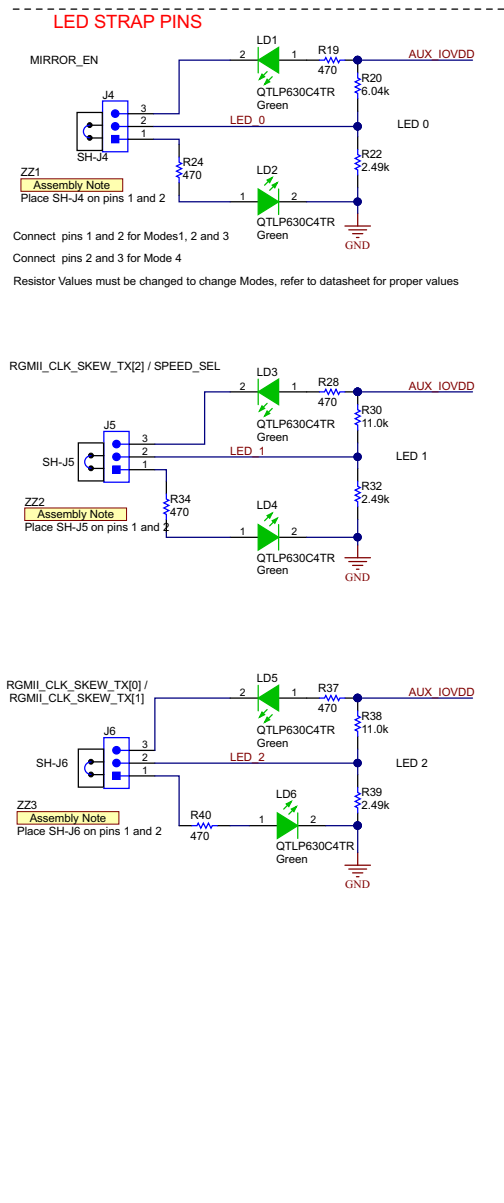 LED STRAP PINS
MIRROR_EN
LD1
2
1
R19
470
AUX_IOVDD
QTLP630C4TR
Green
R20
6.04k
J4
3
2
1
LED_0
LED 0
SH-J4
R24
470
R22
2.49k
LD2
1
2
QTLP630C4TR
Green
GND
ZZ1
Assembly Note
Place SH-J4 on pins 1 and 2
Connect pins 1 and 2 for Modes1, 2 and 3
Connect pins 2 and 3 for Mode 4
Resistor Values must be changed to change Modes, refer to datasheet for proper values
RGMII_CLK_SKEW_TX[2] / SPEED_SEL
LD3
2
1
R28
470
AUX_IOVDD
QTLP630C4TR
Green
R30
11.0k
J5
3
2
1
LED_1
LED 1
SH-J5
R34
470
R32
2.49k
LD4
1
2
QTLP630C4TR
Green
GND
ZZ2
Assembly Note
Place SH-J5 on pins 1 and 2
RGMII_CLK_SKEW_TX[0] /
RGMII_CLK_SKEW_TX[1]
LD5
2
1
R37
470
AUX_IOVDD
QTLP630C4TR
Green
R38
11.0k
J6
3
2
1
LED_2
LED 2
SH-J6
R39
2.49k
R40
470
LD6
1
2
QTLP630C4TR
Green
GND
ZZ3
Assembly Note
Place SH-J6 on pins 1 and 2